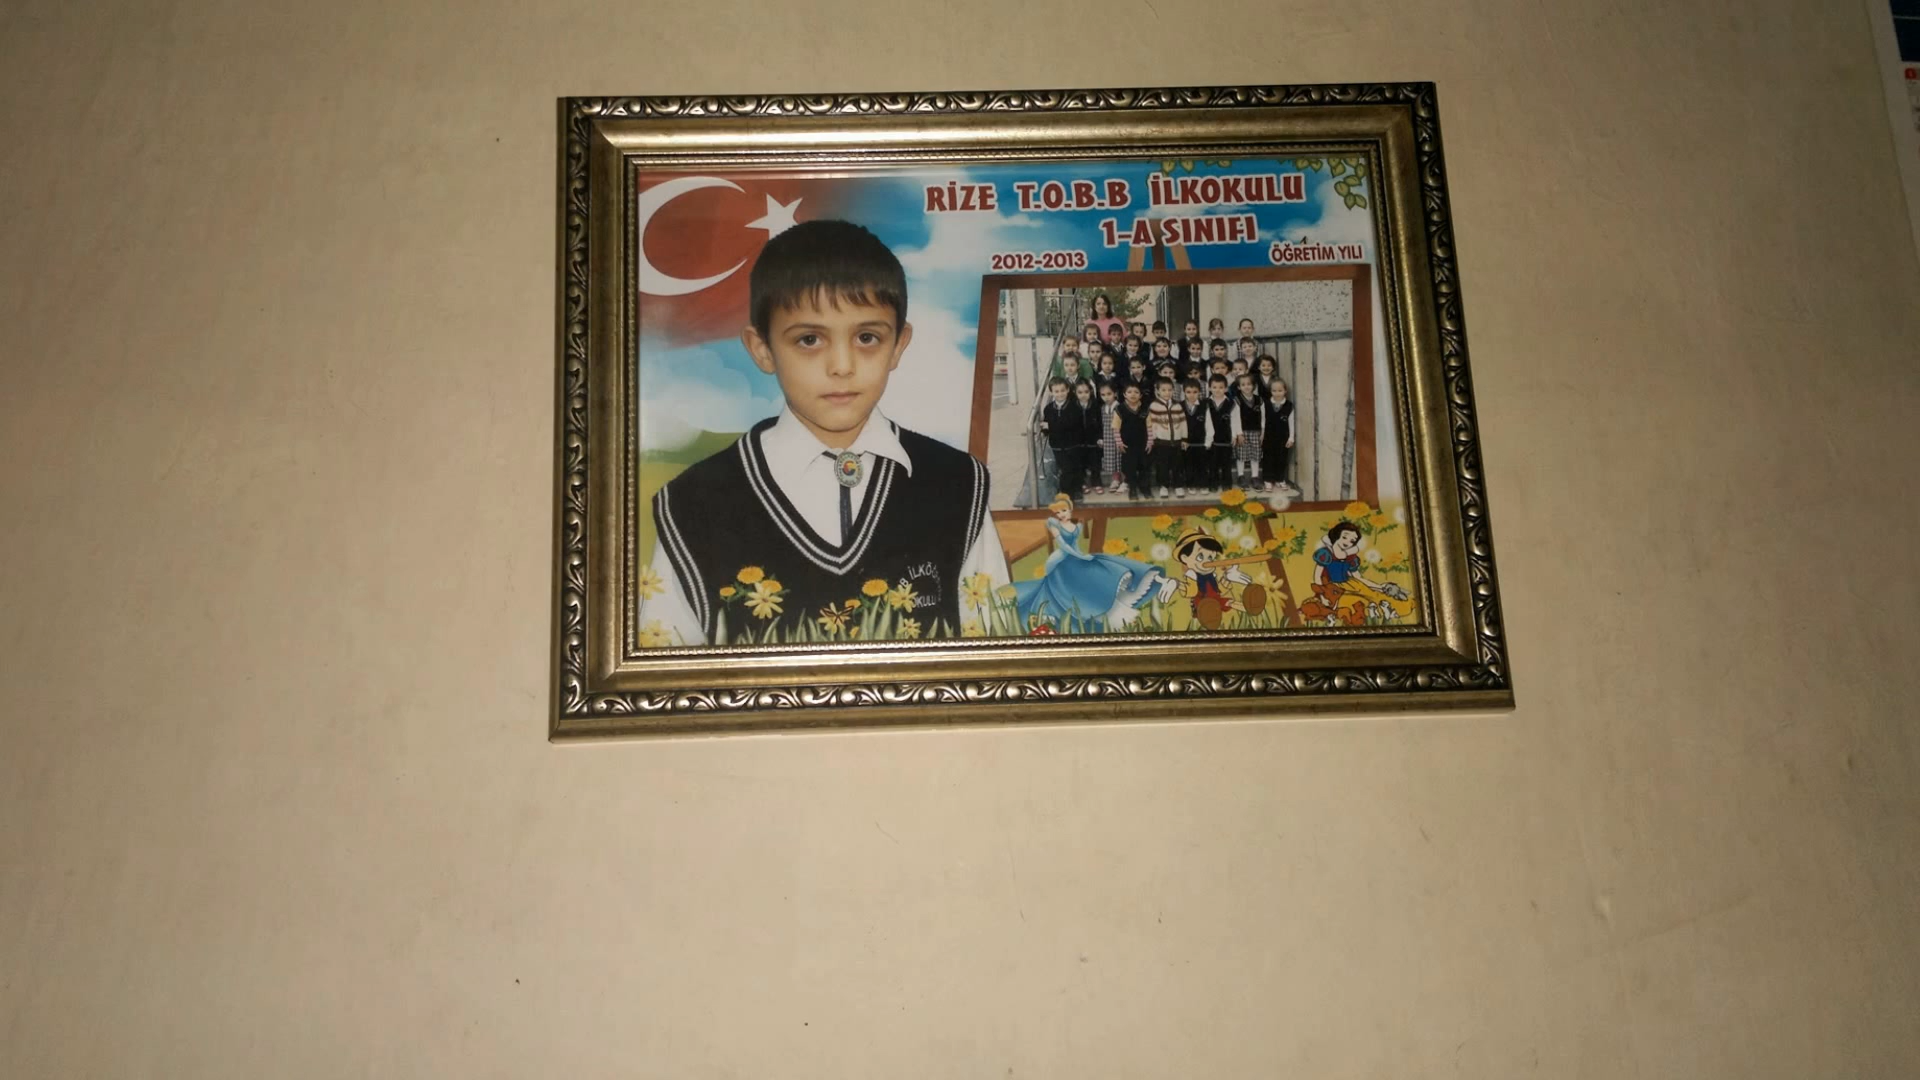 RİZE T.O.B.B İLKOKULU
1-A SINIFI
2012-2013 ÖĞRETİM YILI